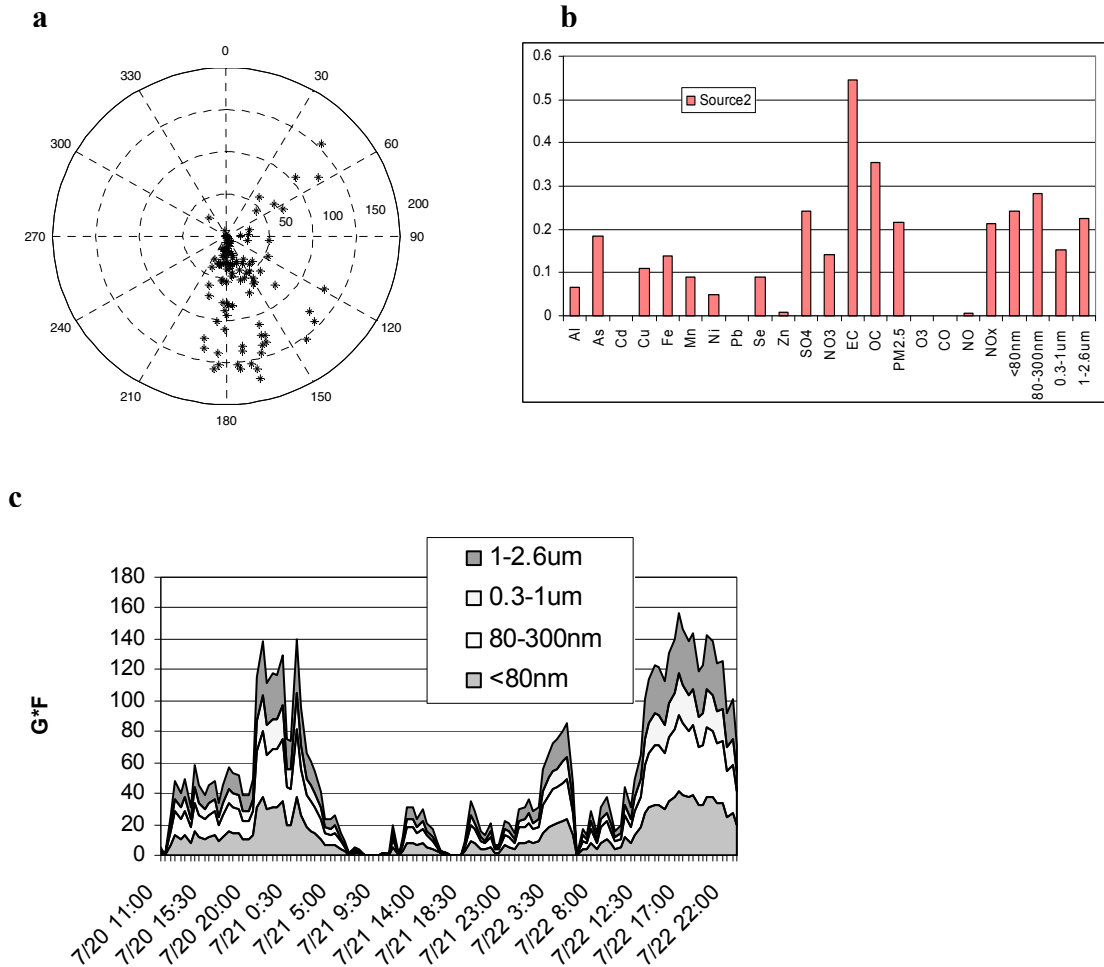 a
0
30
60
90
120
150
180
210
240
270
300
330
50
100
150
200
b
0.6
0.5
0.4
0.3
0.2
0.1
0
Source2
Al
As
Cd
Cu
Fe
Mn
Ni
Pb
Se
Zn
SO4
NO3
EC
OC
PM2.5
O3
CO
NO
NOx
<80nm
80-300nm
0.3-1um
1-2.6um
c
1-2.6um
0.3-1um
80-300nm
<80nm
180
160
140
120
100
80
60
40
20
0
G*F
7/20 11:00
7/20 15:30
7/20 20:00
7/21 0:30
7/21 5:00
7/21 9:30
7/21 14:00
7/21 18:30
7/21 23:00
7/22 3:30
7/22 8:00
7/22 12:30
7/22 17:00
7/22 22:00